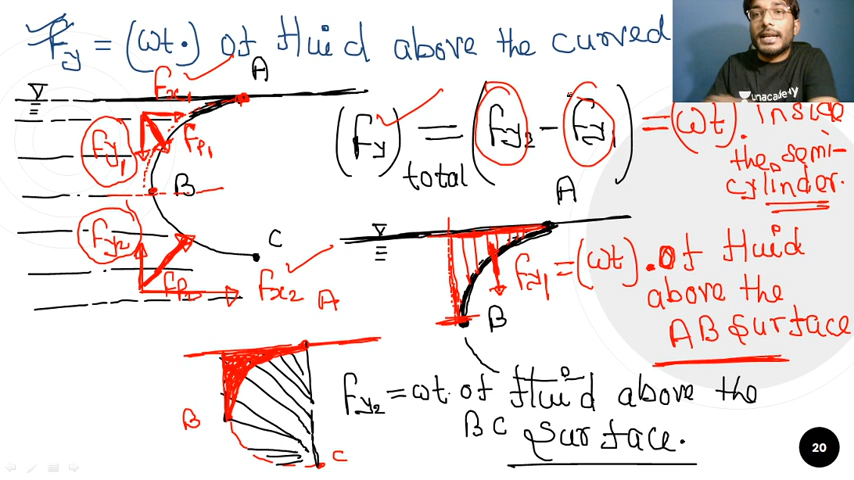 Fy = (wt.) of fluid above the curved
unacademy
Fx1
A
Fy1
FP1
B
Fy2
C
Fx2
(Fy) total = (Fy2 - Fy1) = (wt). inside
the semi-
cylinder.
A
Fy1 = (wt). of fluid
above the
AB surface
B
A
B
C
Fy2 = wt. of fluid above the
BC surface.
20